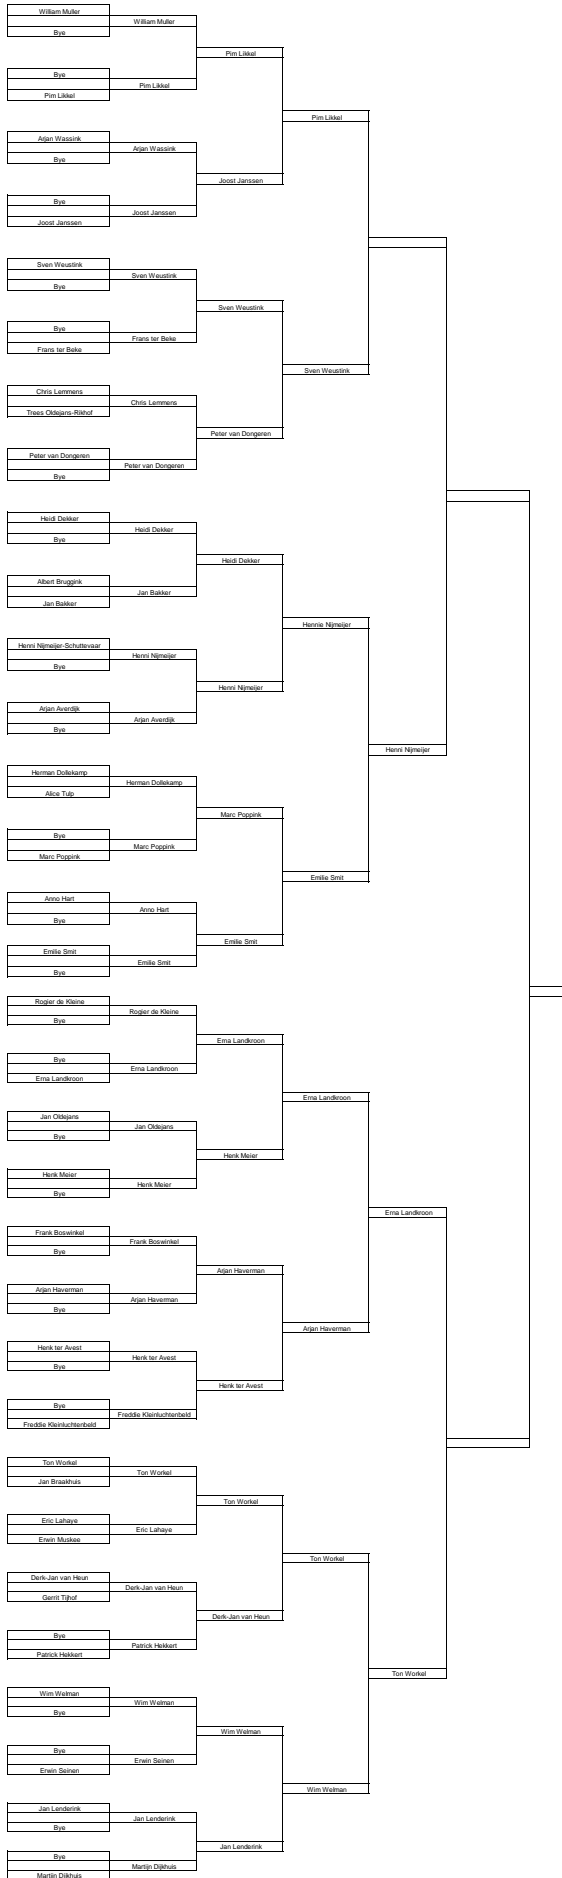 William Muller
William Muller
Bye
Pim Likkel
Bye
Pim Likkel
Pim Likkel
Pim Likkel
Arjan Wassink
Arjan Wassink
Bye
Joost Janssen
Bye
Joost Janssen
Joost Janssen
Sven Weustink
Sven Weustink
Bye
Sven Weustink
Bye
Frans ter Beke
Frans ter Beke
Sven Weustink
Chris Lemmens
Chris Lemmens
Trees Oldejans-Rikhof
Peter van Dongeren
Peter van Dongeren
Peter van Dongeren
Bye
Heidi Dekker
Heidi Dekker
Bye
Heidi Dekker
Albert Bruggink
Jan Bakker
Jan Bakker
Hennie Nijmeijer
Henni Nijmeijer-Schuttevaar
Henni Nijmeijer
Bye
Henni Nijmeijer
Arjan Averdijk
Arjan Averdijk
Bye
Henni Nijmeijer
Herman Dollekamp
Herman Dollekamp
Alice Tulp
Marc Poppink
Bye
Marc Poppink
Marc Poppink
Emilie Smit
Anno Hart
Anno Hart
Bye
Emilie Smit
Emilie Smit
Emilie Smit
Bye
Rogier de Kleine
Rogier de Kleine
Bye
Erna Landkroon
Bye
Erna Landkroon
Erna Landkroon
Erna Landkroon
Jan Oldejans
Jan Oldejans
Bye
Henk Meier
Henk Meier
Henk Meier
Bye
Erna Landkroon
Frank Boswinkel
Frank Boswinkel
Bye
Arjan Haverman
Arjan Haverman
Arjan Haverman
Bye
Arjan Haverman
Henk ter Avest
Henk ter Avest
Bye
Henk ter Avest
Bye
Freddie Kleinluchtenbeld
Freddie Kleinluchtenbeld
Ton Workel
Ton Workel
Jan Braakhuis
Ton Workel
Eric Lahaye
Eric Lahaye
Erwin Muskee
Ton Workel
Derk-Jan van Heun
Derk-Jan van Heun
Gerrit Tijhof
Derk-Jan van Heun
Bye
Patrick Hekkert
Patrick Hekkert
Ton Workel
Wim Welman
Wim Welman
Bye
Wim Welman
Bye
Erwin Seinen
Erwin Seinen
Wim Welman
Jan Lenderink
Jan Lenderink
Bye
Jan Lenderink
Bye
Martijn Dijkhuis
Martijn Dijkhuis